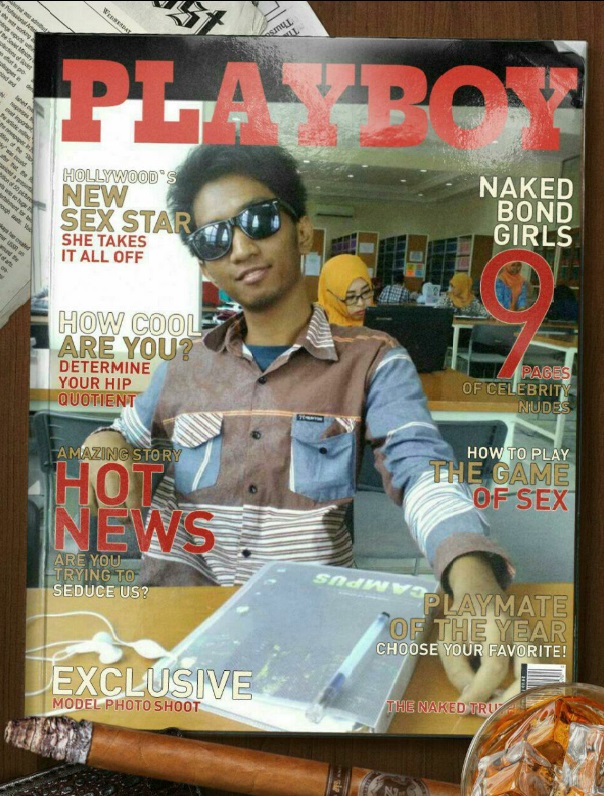 WEDNESDAY
PLAYBOY
HOLLYWOOD'S
NEW
SEX STAR
SHE TAKES
IT ALL OFF
NAKED
BOND
GIRLS
9
PAGES
OF CELEBRITY
NUDES
HOW COOL
ARE YOU?
DETERMINE
YOUR HIP
QUOTIENT
AMAZING STORY
HOT
NEWS
ARE YOU
TRYING TO
SEDUCE US?
HOW TO PLAY
THE GAME
OF SEX
CAMPUS
PLAYMATE
OF THE YEAR
CHOOSE YOUR FAVORITE!
EXCLUSIVE
MODEL PHOTO SHOOT
THE NAKED